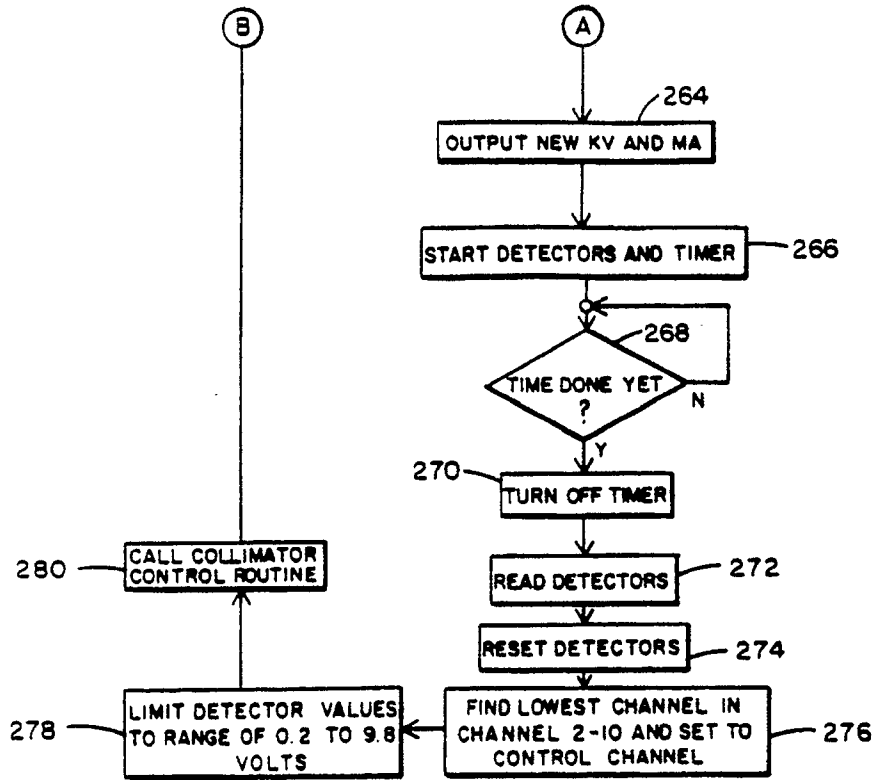 B
A
264
OUTPUT NEW KV AND MA
START DETECTORS AND TIMER
266
268
TIME DONE YET
?
N
Y
270
TURN OFF TIMER
READ DETECTORS
272
RESET DETECTORS
274
FIND LOWEST CHANNEL IN
CHANNEL 2-10 AND SET TO
CONTROL CHANNEL
276
278
LIMIT DETECTOR VALUES
TO RANGE OF 0.2 TO 9.8
VOLTS
280
CALL COLLIMATOR
CONTROL ROUTINE